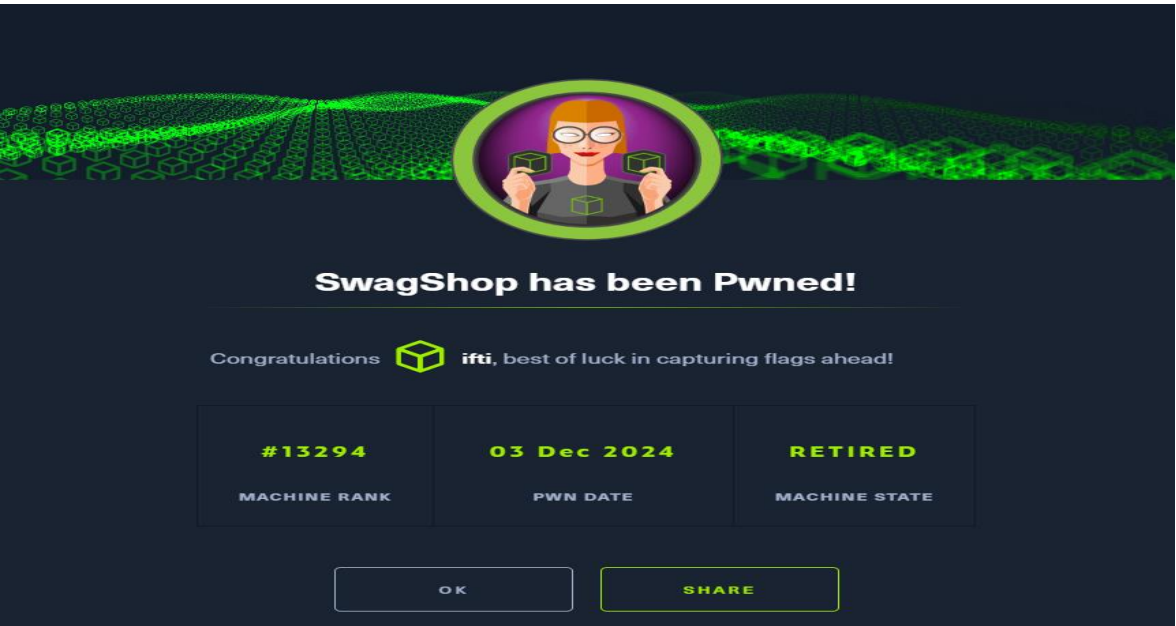 SwagShop has been Pwned!
Congratulations ifti, best of luck in capturing flags ahead!
#13294
MACHINE RANK
03 Dec 2024
PWN DATE
RETIRED
MACHINE STATE
OK
SHARE